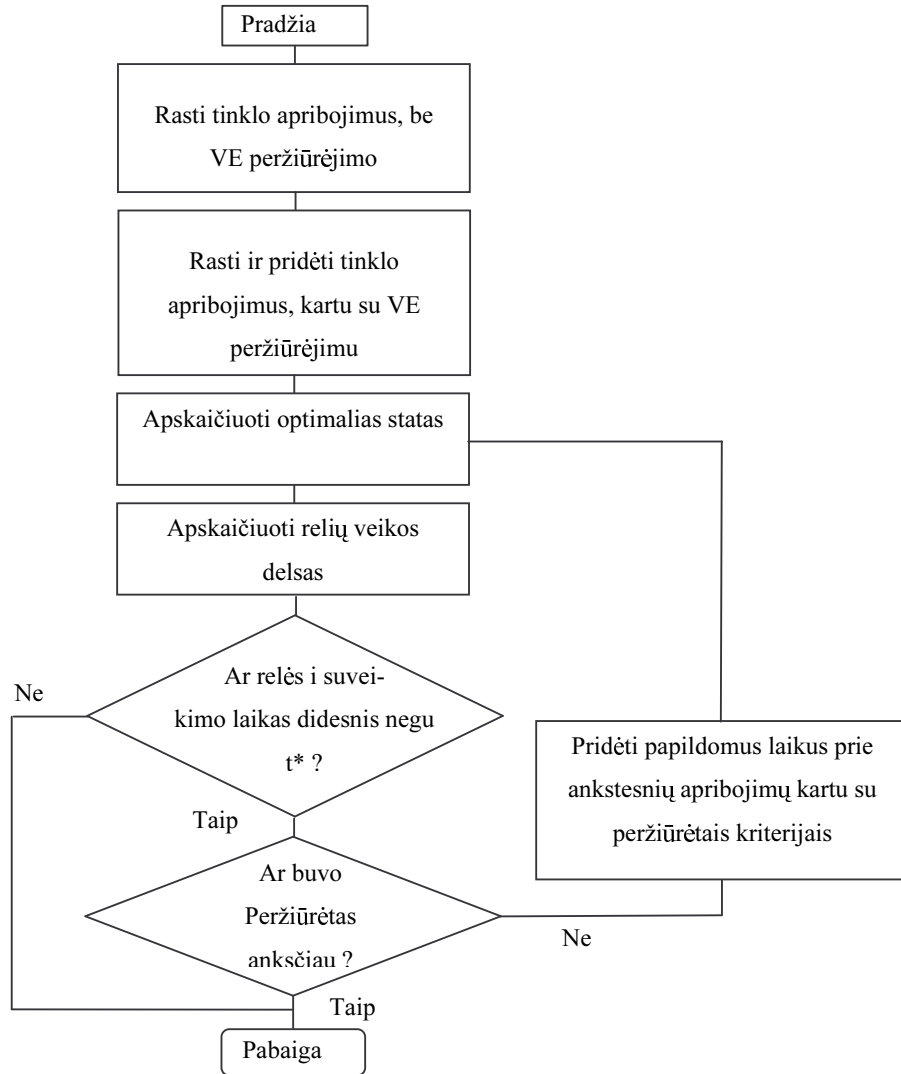 Pradžia
Rasti tinklo apribojimus, be
VE peržiūrėjimo
Rasti ir pridėti tinklo
apribojimus, kartu su VE
peržiūrėjimu
Apskaičiuoti optimalias statas
Apskaičiuoti relių veikos
delsas
Ar relės i suvei-
kimo laikas didesnis negu
t* ?
Ne
Taip
Pridėti papildomus laikus prie
ankstesnių apribojimų kartu su
peržiūrėtais kriterijais
Ar buvo
Peržiūrėtas
anksčiau ?
Ne
Taip
Pabaiga